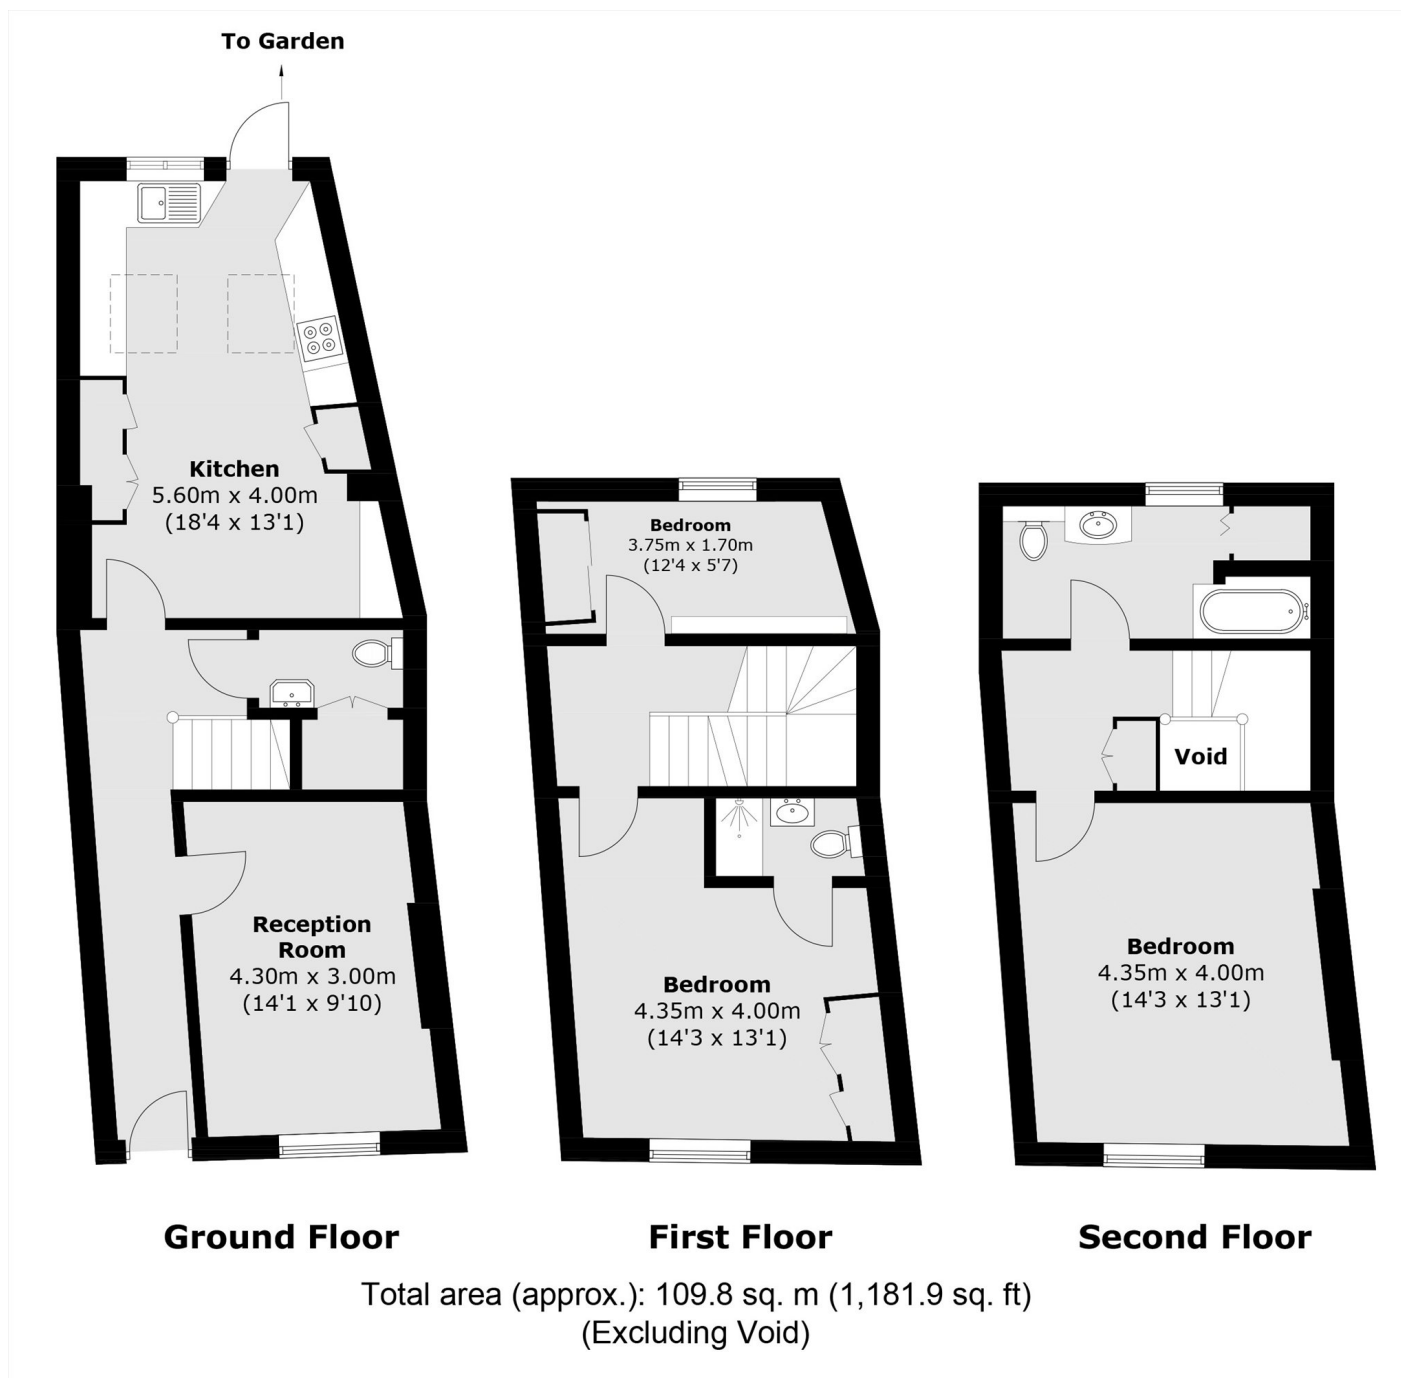 To Garden
Kitchen
5.60m x 4.00m
(18'4 x 13'1)
Reception
Room
4.30m x 3.00m
(14'1 x 9'10)
Bedroom
3.75m x 1.70m
(12'4 x 5'7)
Bedroom
4.35m x 4.00m
(14'3 x 13'1)
Void
Bedroom
4.35m x 4.00m
(14'3 x 13'1)
Ground Floor
First Floor
Second Floor
Total area (approx.): 109.8 sq. m (1,181.9 sq. ft)
(Excluding Void)